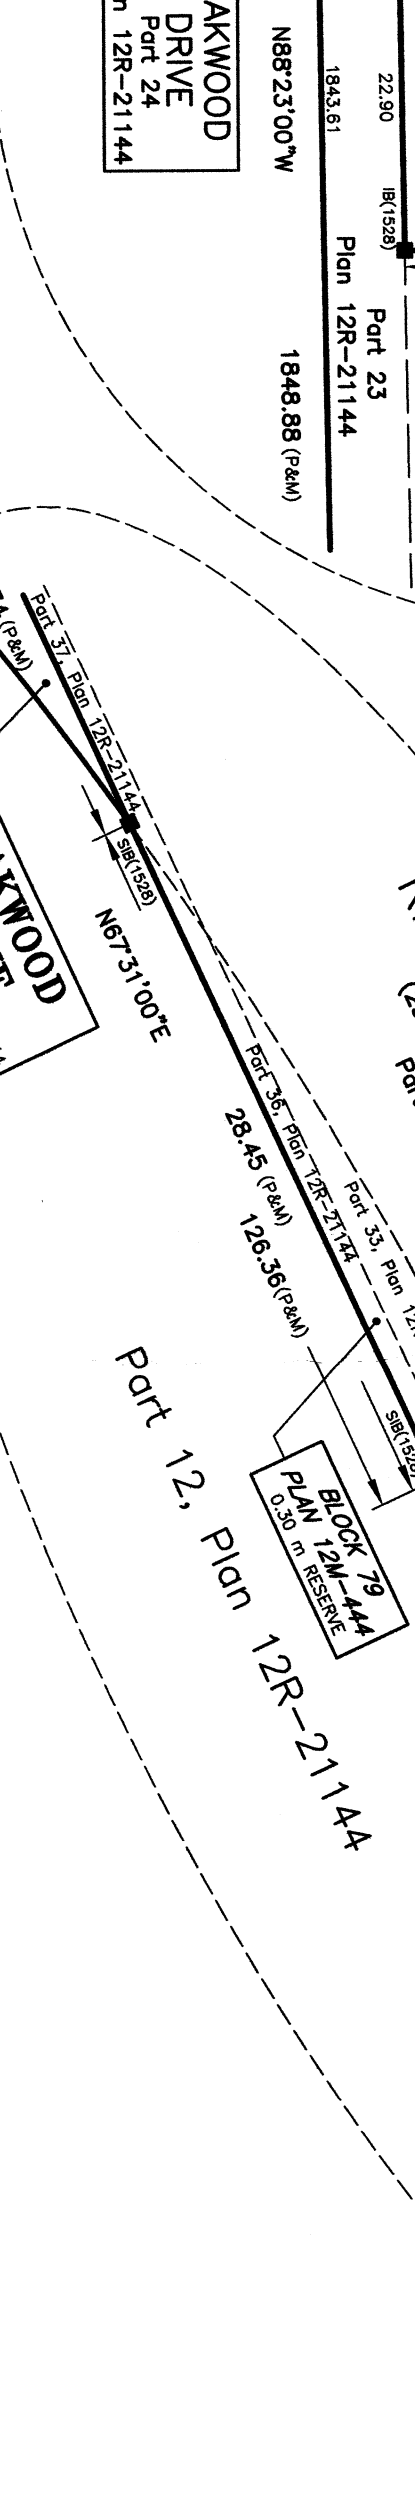 AKWOOD
DRIVE
Part 24
n 12R-21144
N88°23'00"W
1848.88 (P&M)
22.90
1843.61
IB(1528)
Part 23
Plan 12R-21144
(P&M)
Part 37, Plan 12R-21144
SIB(1528)
KWOOD
N67°31'00"E
Part 36, Plan 12R-21144
28.45 (P&M)
126.36(P&M)
Part 33, Plan
SIB(1528)
BLOCK 79
PLAN 12M-444
0.30 m RESERVE
Part 12, Plan 12R-21144